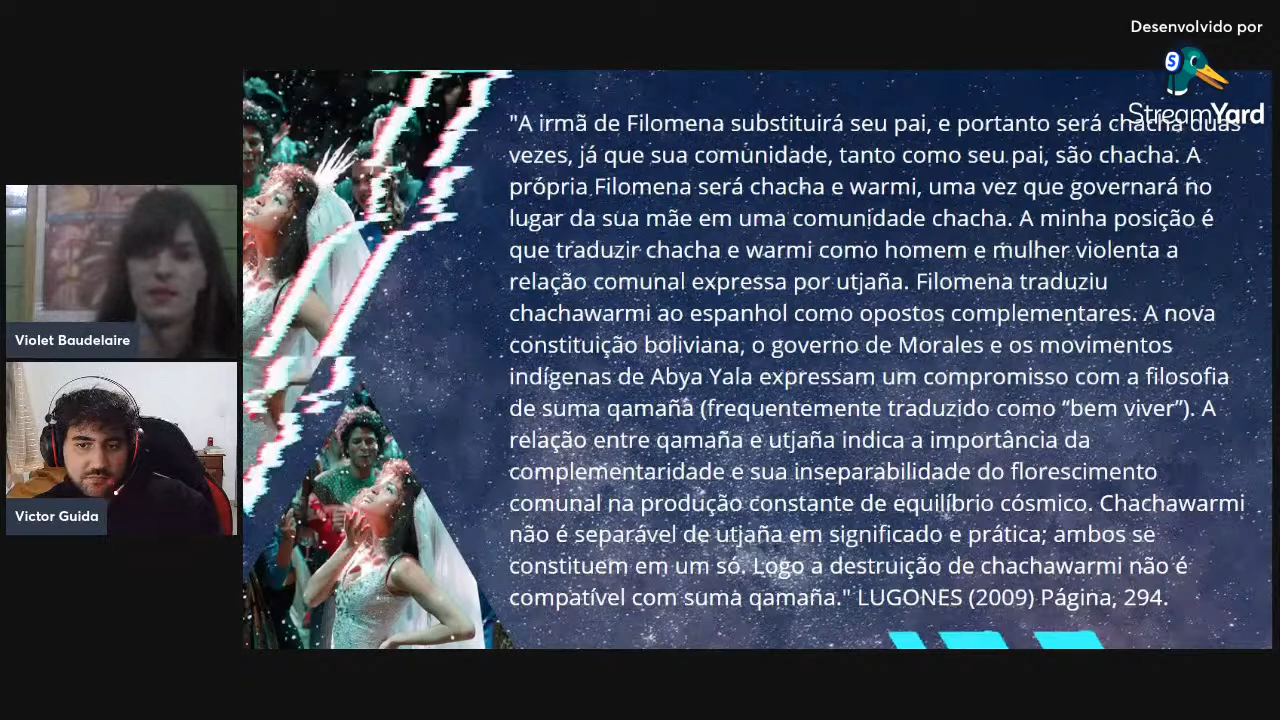 Desenvolvido por
StreamYard
"A irmã de Filomena substituirá seu pai, e portanto será chacha duas
vezes, já que sua comunidade, tanto como seu pai, são chacha. A
própria Filomena será chacha e warmi, uma vez que governará no
lugar da sua mãe em uma comunidade chacha. A minha posição é
que traduzir chacha e warmi como homem e mulher violenta a
relação comunal expressa por utjaña. Filomena traduziu
chachawarmi ao espanhol como opostos complementares. A nova
constituição boliviana, o governo de Morales e os movimentos
indígenas de Abya Yala expressam um compromisso com a filosofia
de suma qamaña (frequentemente traduzido como “bem viver”). A
relação entre qamaña e utjaña indica a importância da
complementaridade e sua inseparabilidade do florescimento
comunal na produção constante de equilíbrio cósmico. Chachawarmi
não é separável de utjaña em significado e prática; ambos se
constituem em um só. Logo a destruição de chachawarmi não é
compatível com suma qamaña." LUGONES (2009) Página, 294.
Violet Baudelaire
Victor Guida